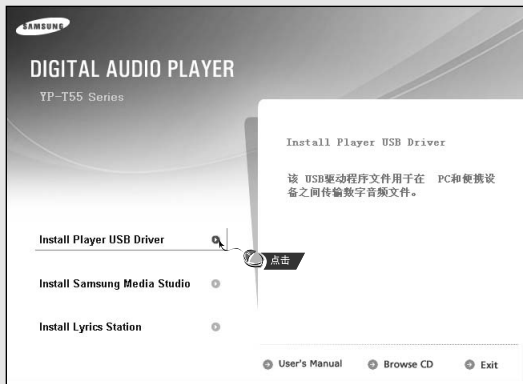 SAMSUNG
DIGITAL AUDIO PLAYER
YP-T55 Series
Install Player USB Driver
该 USB驱动程序文件用于在 PC和便携设
备之间传输数字音频文件。
Install Player USB Driver
点击
Install Samsung Media Studio
Install Lyrics Station
User's Manual Browse CD Exit